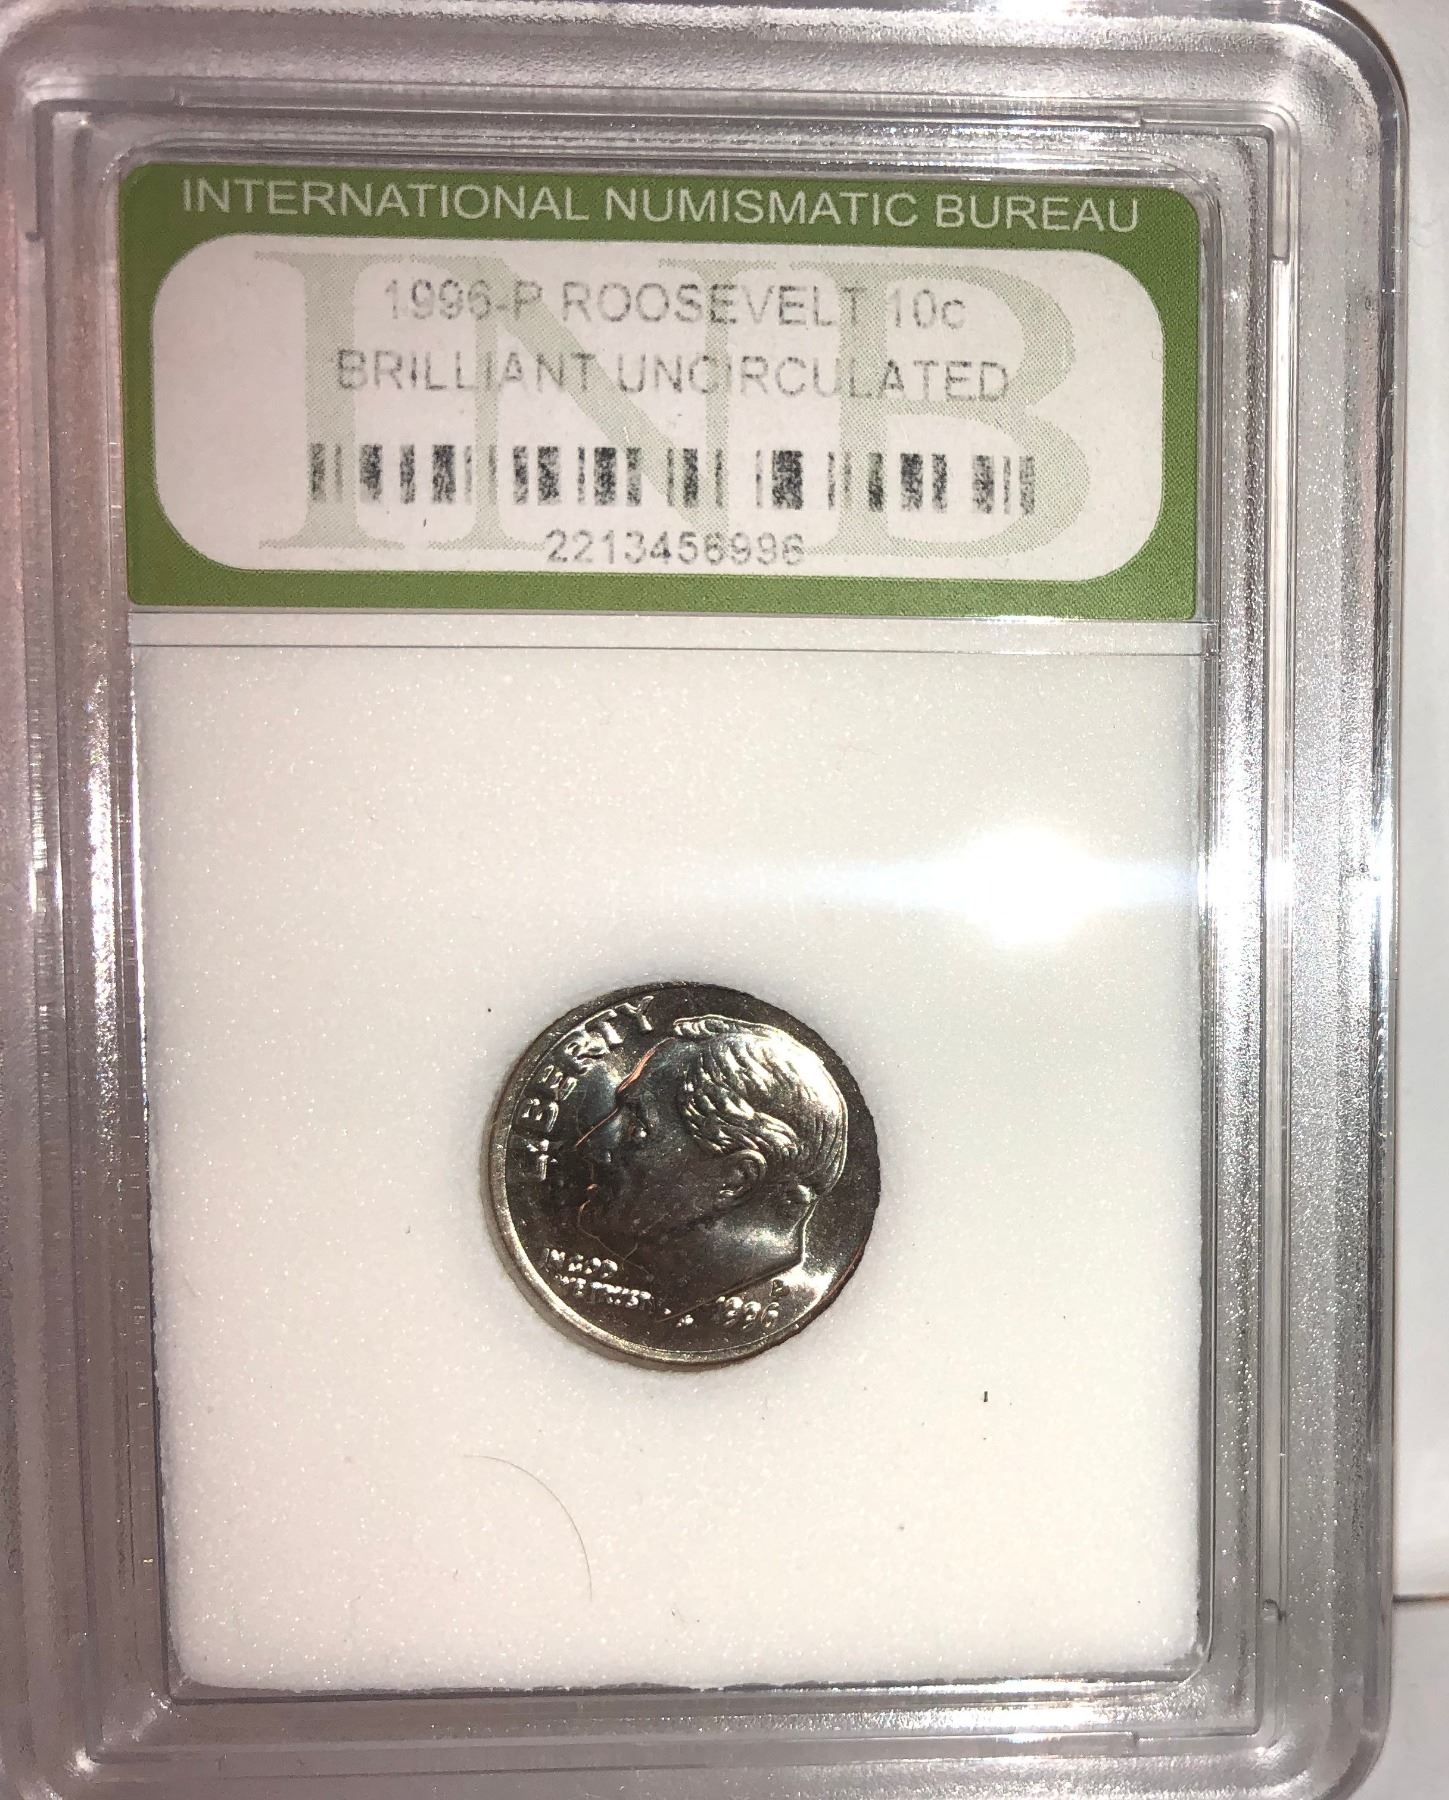 INTERNATIONAL NUMISMATIC BUREAU
INB
1996-P ROOSEVELT 10c
BRILLIANT UNCIRCULATED
2213456996
LIBERTY
IN GOD
WE TRUST
P
1996